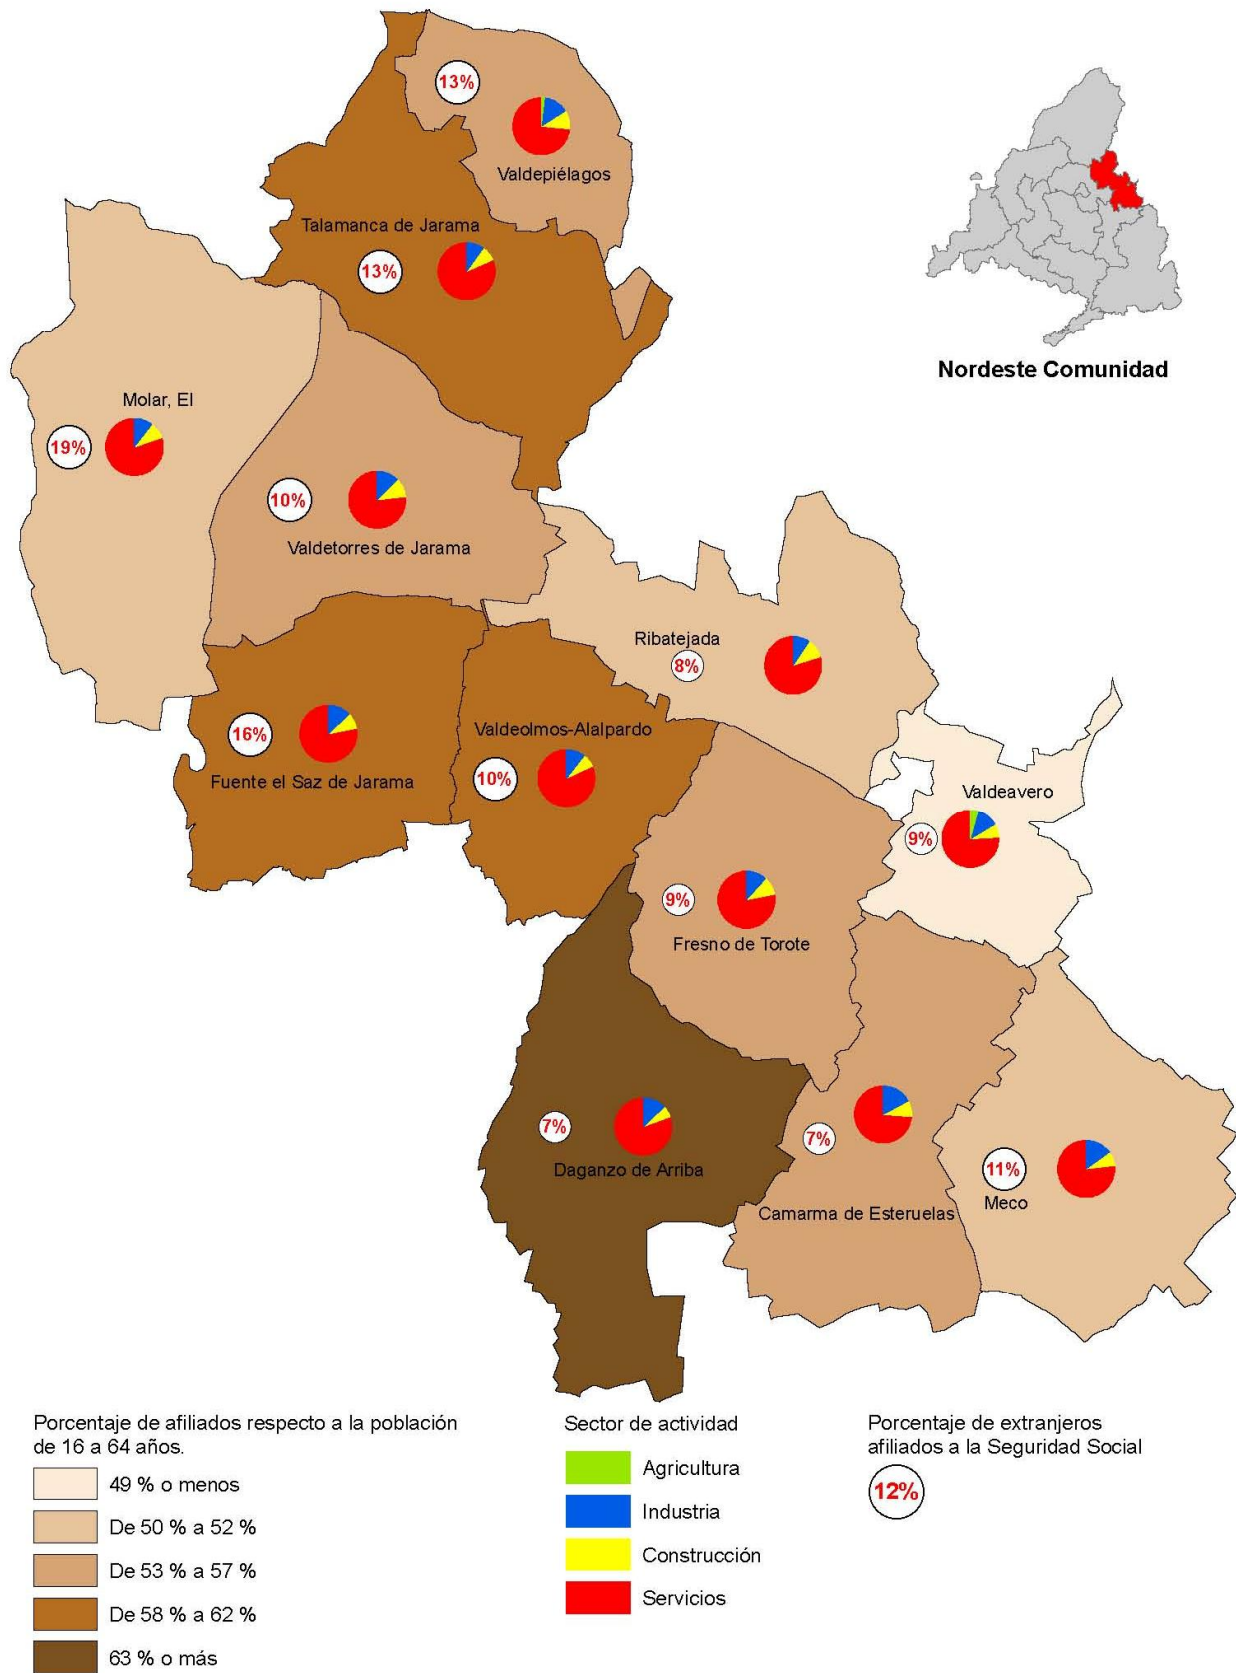 13%
Valdepiélagos
Talamanca de Jarama
13%
Nordeste Comunidad
Molar, El
19%
10%
Valdetorres de Jarama
Ribatejada
8%
Valdeolmos-Alalpardo
16%
Fuente el Saz de Jarama
10%
Valdeavero
9%
9%
Fresno de Torote
7%
Daganzo de Arriba
7%
Camarma de Esteruelas
11%
Meco
Porcentaje de afiliados respecto a la población
de 16 a 64 años.
49 % o menos
De 50 % a 52 %
De 53 % a 57 %
De 58 % a 62 %
63 % o más
Sector de actividad
Agricultura
Industria
Construcción
Servicios
Porcentaje de extranjeros
afiliados a la Seguridad Social
12%